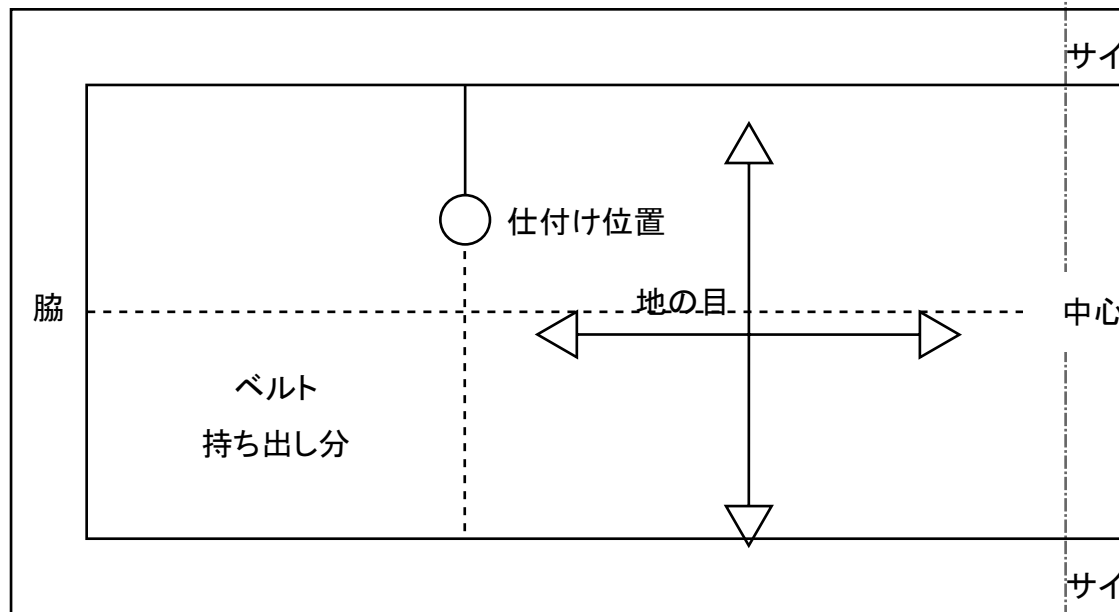 サイ
仕付け位置
地の目
脇
中心
ベルト
持ち出し分
サイ